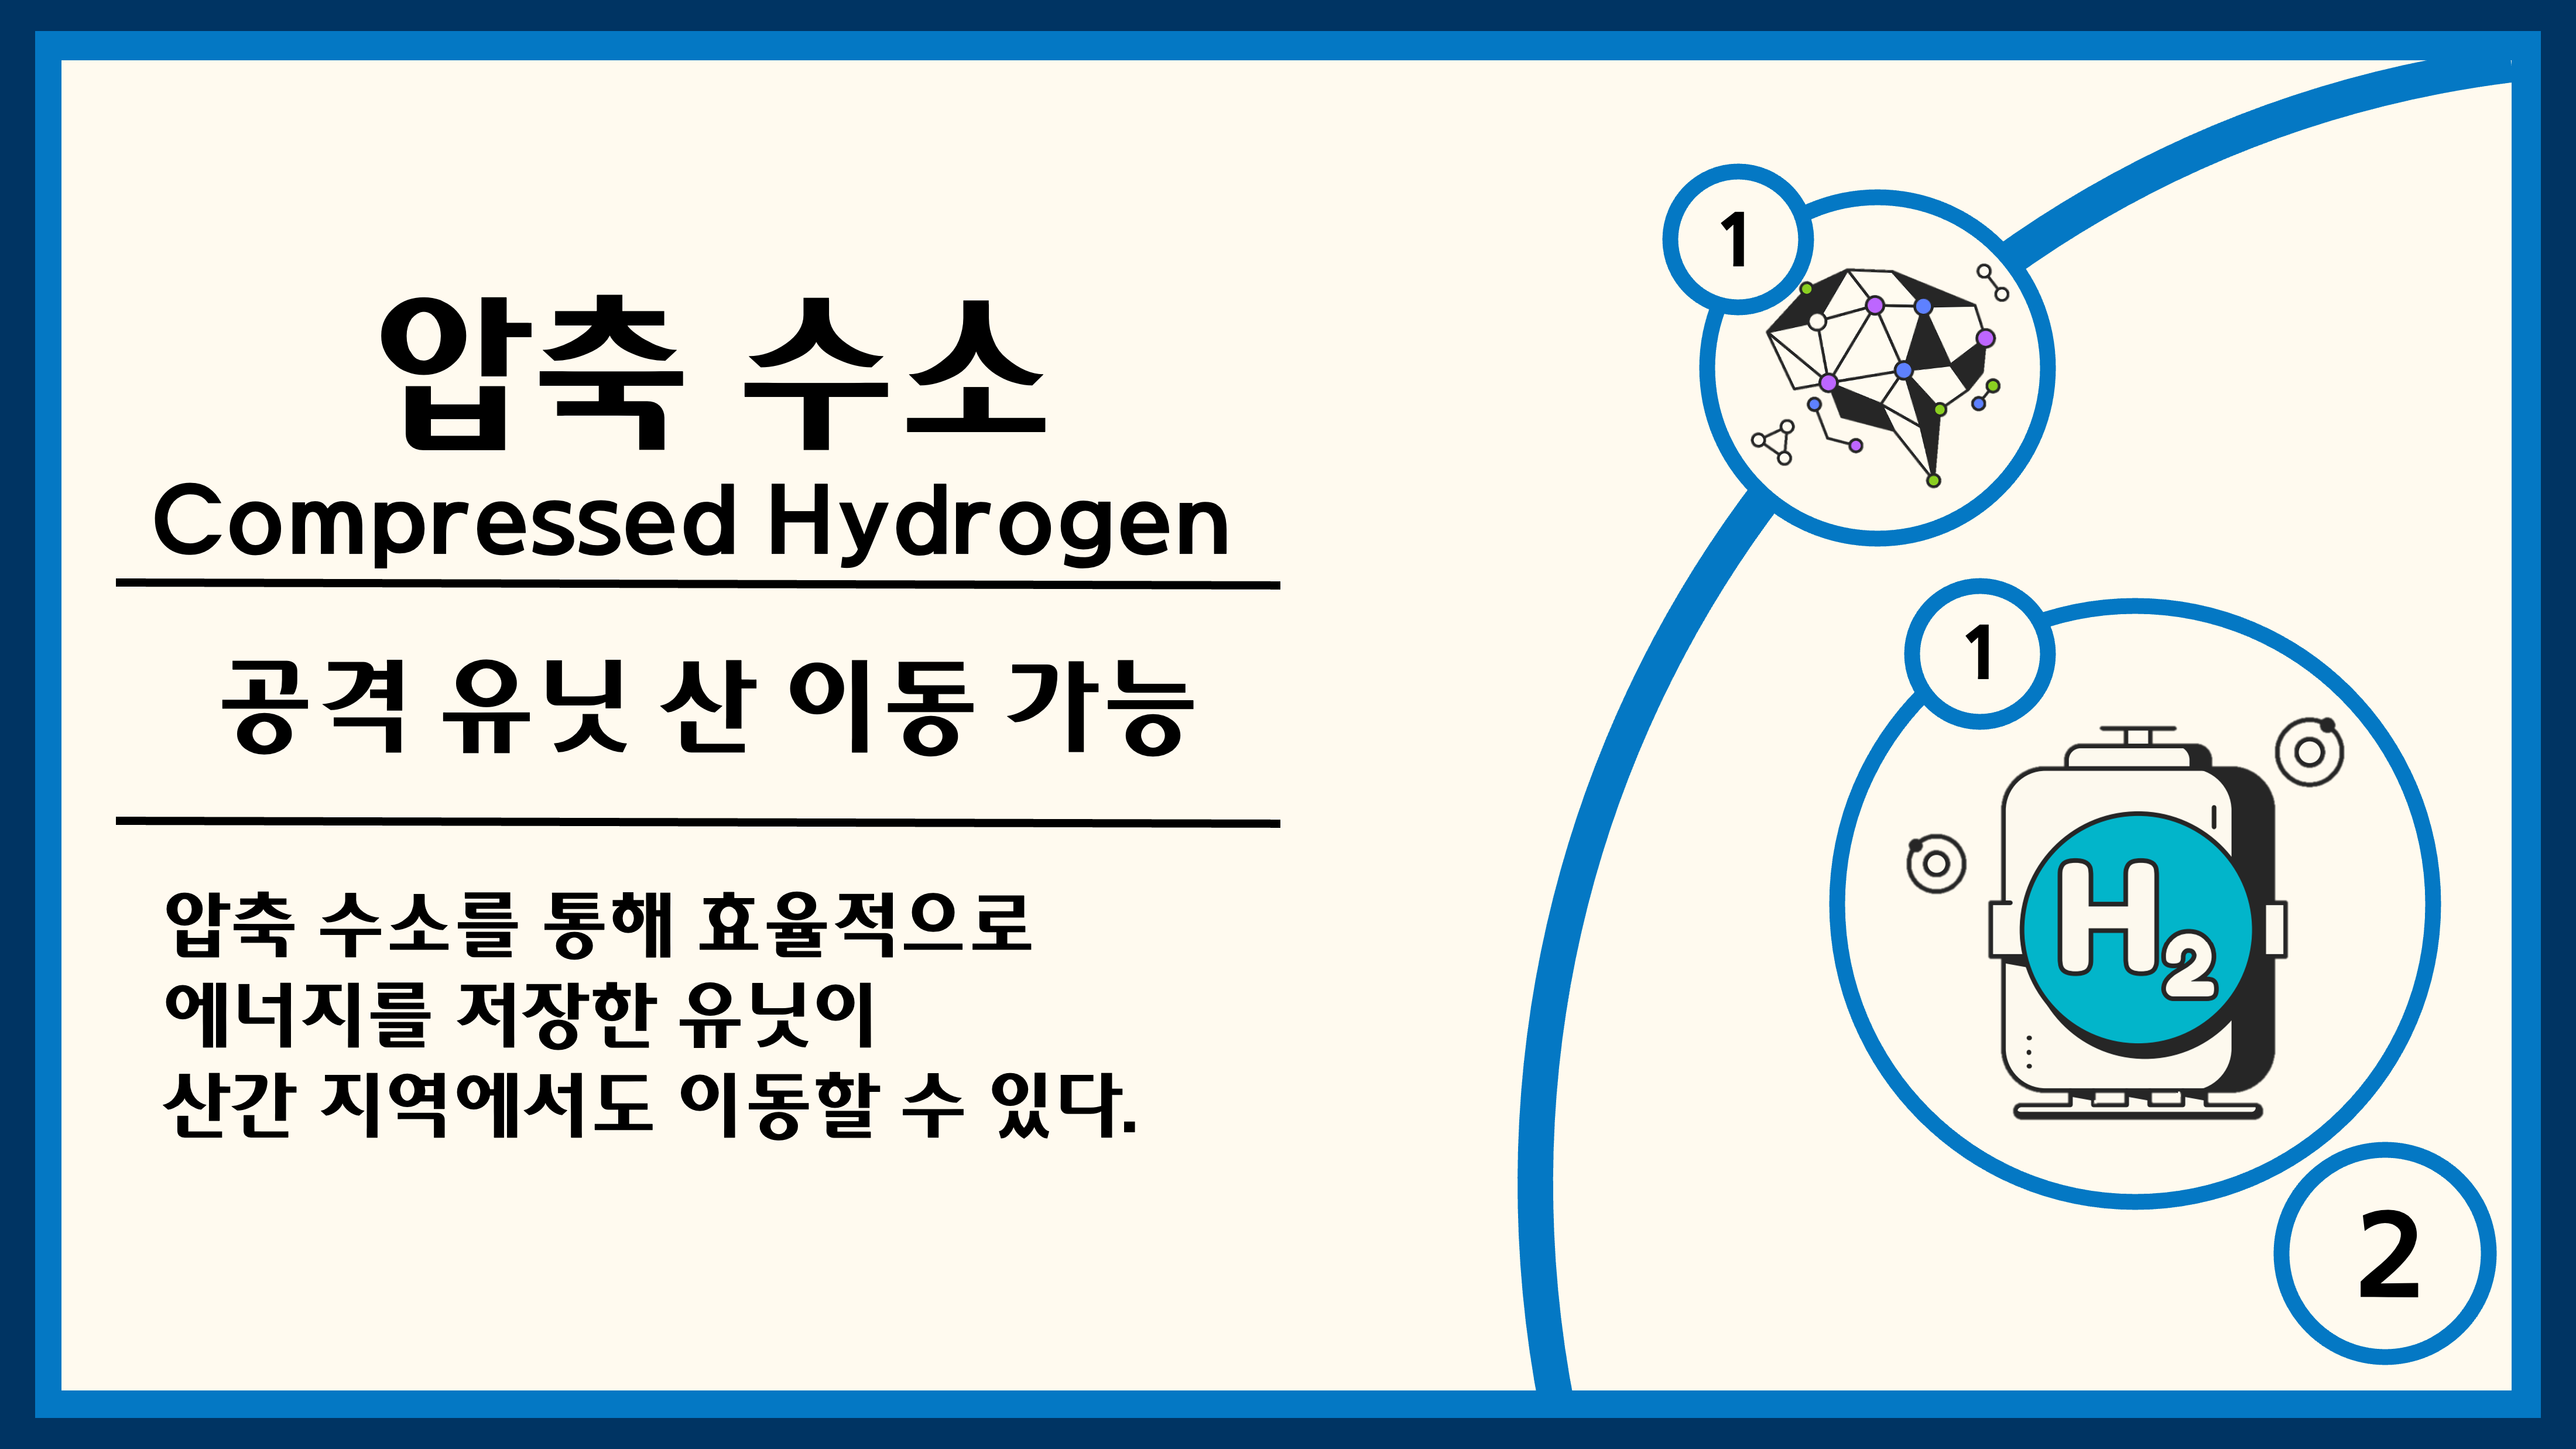 압축 수소
Compressed Hydrogen
공격 유닛 산 이동 가능
압축 수소를 통해 효율적으로
에너지를 저장한 유닛이
산간 지역에서도 이동할 수 있다.
1
1
H₂
2